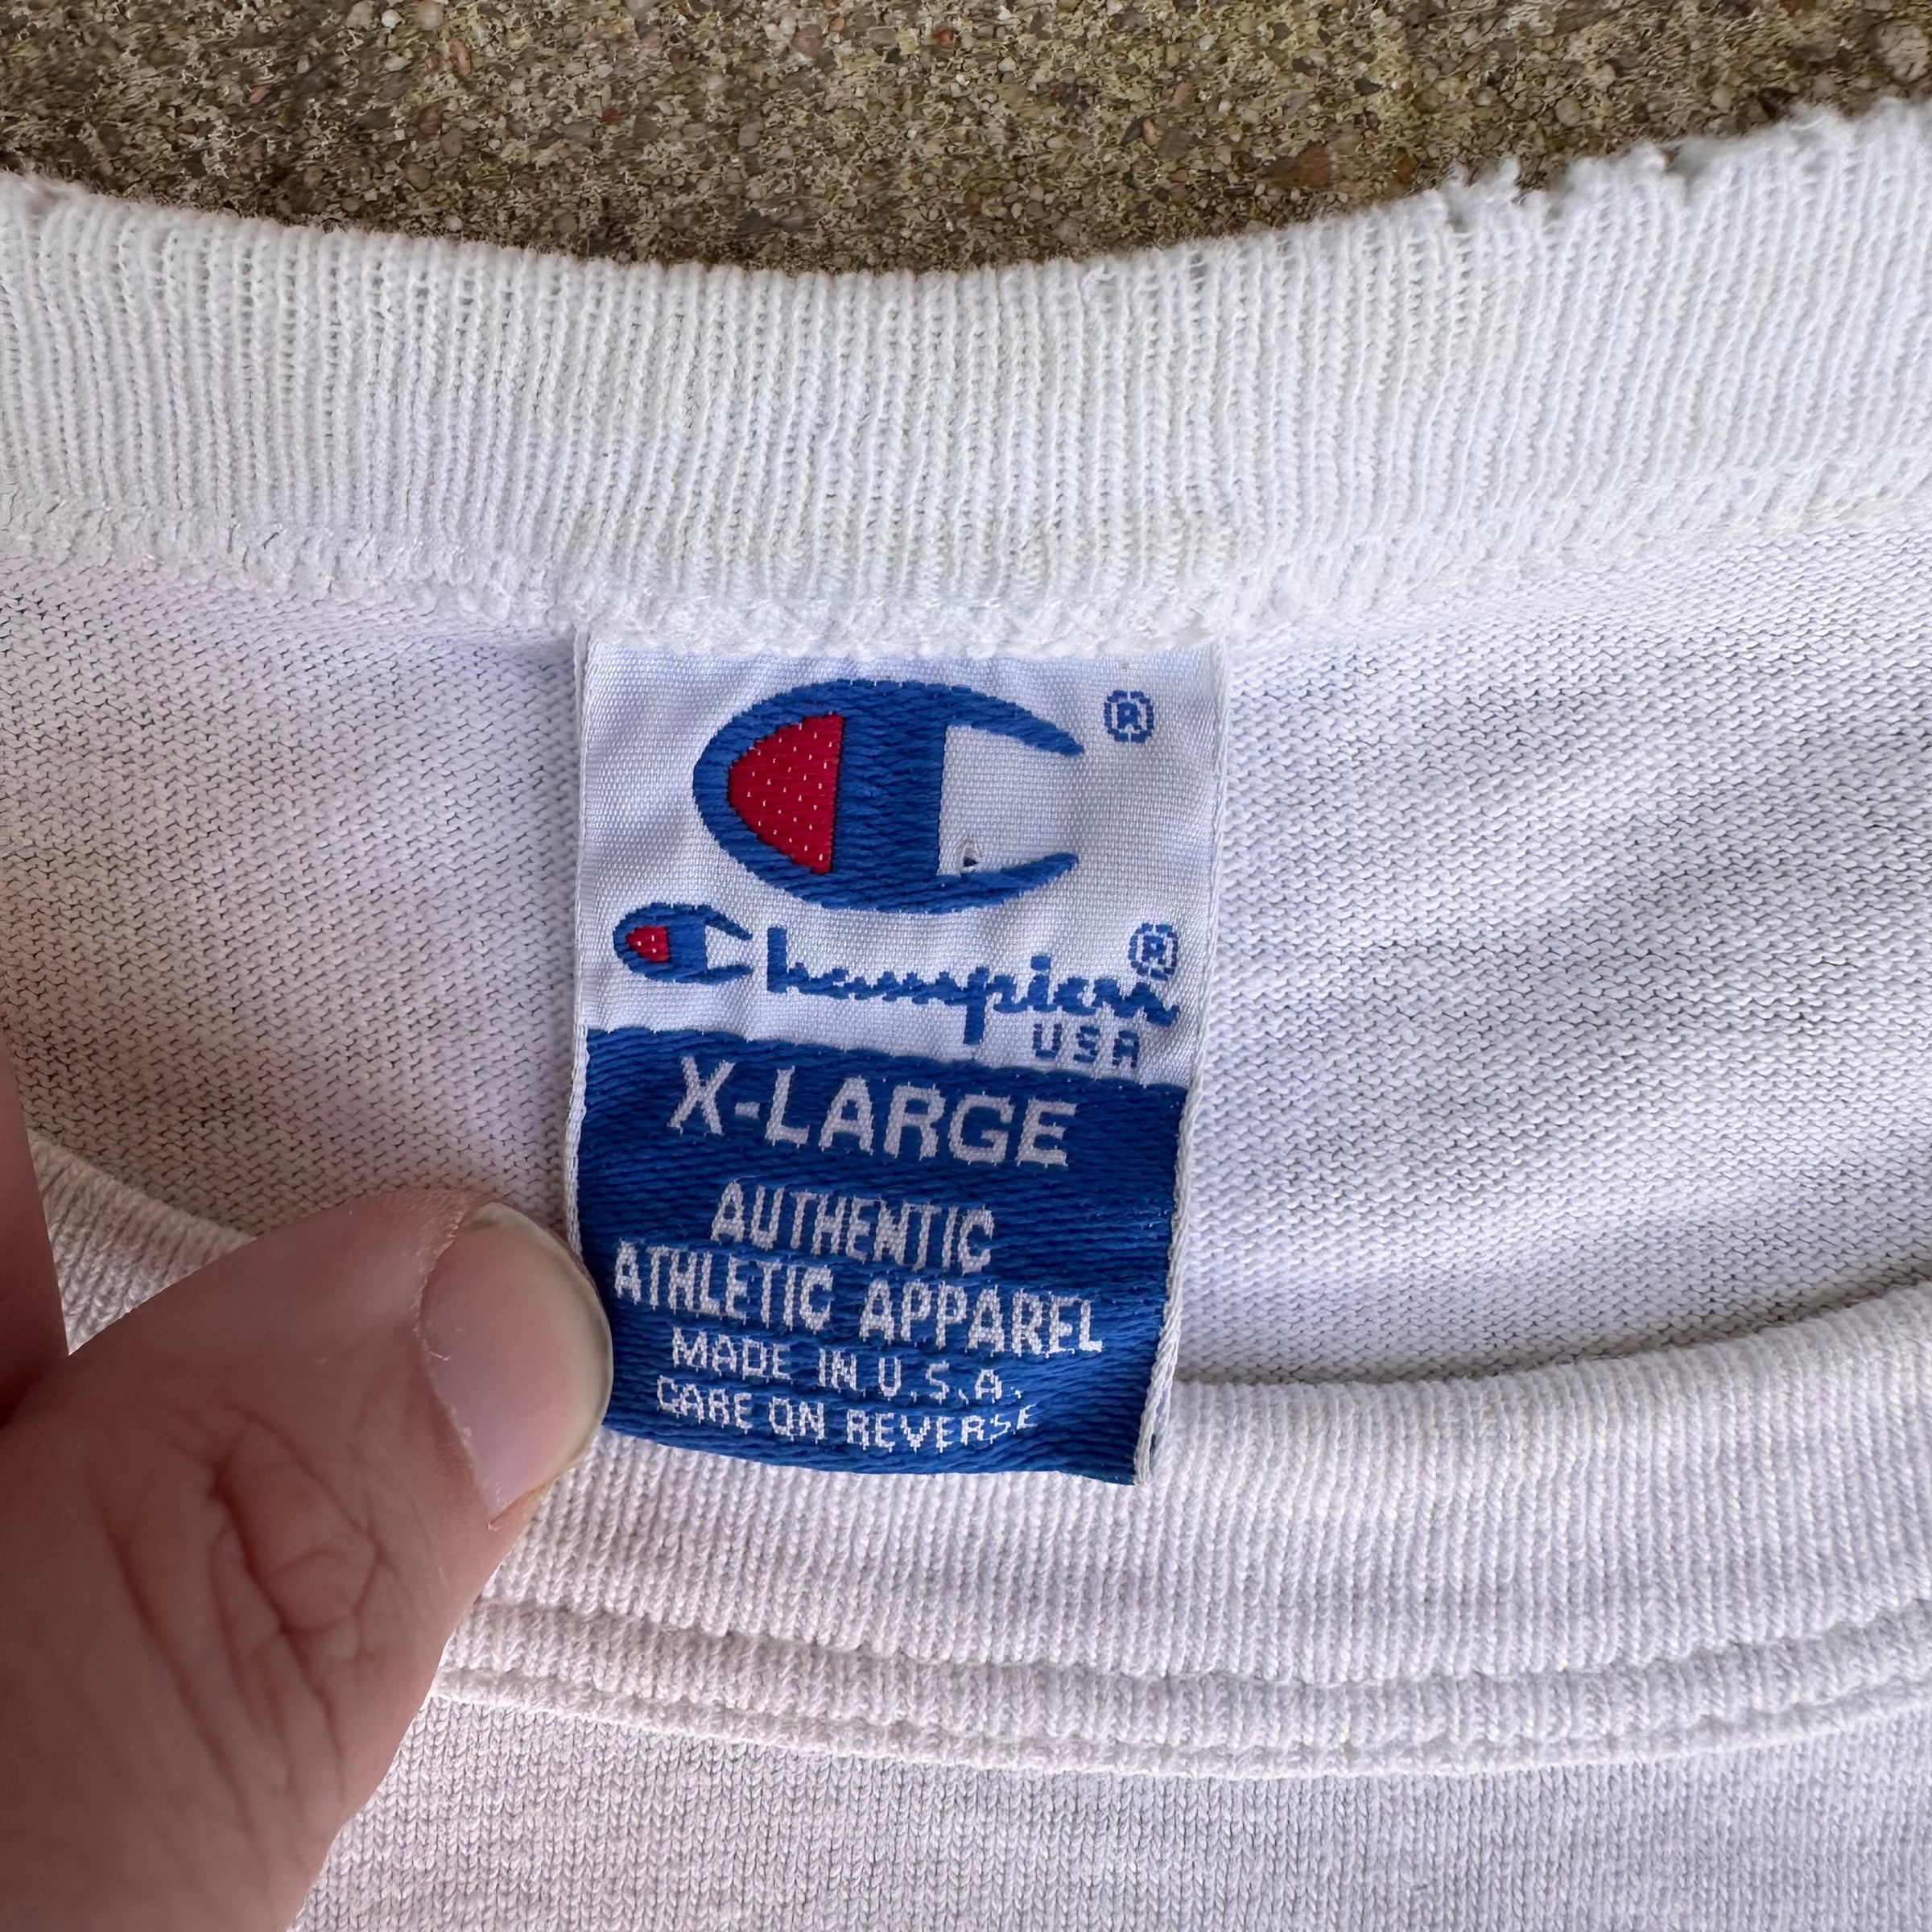 ®
Champion®
USA
X-LARGE
AUTHENTIC
ATHLETIC APPAREL
MADE IN U.S.A.
CARE ON REVERSE